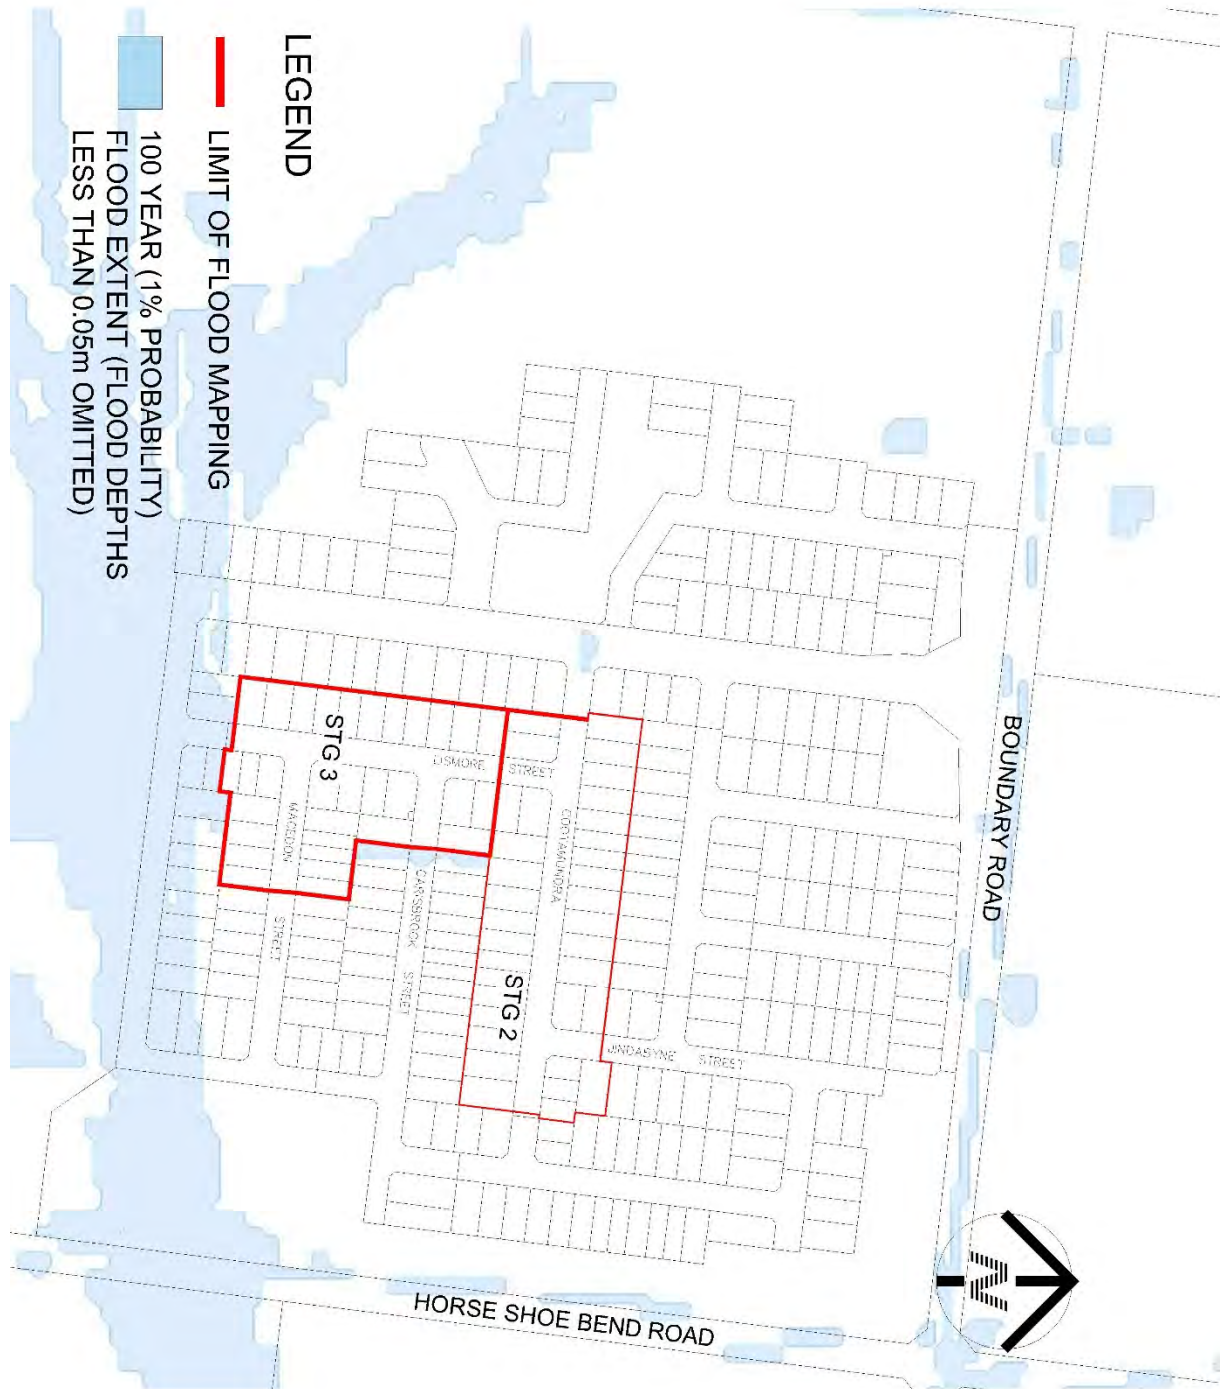 LEGEND
LIMIT OF FLOOD MAPPING
100 YEAR (1% PROBABILITY)
FLOOD EXTENT (FLOOD DEPTHS
LESS THAN 0.05m OMITTED)
STG 3
LISMORE STREET
MACEDON STREET
CARISBROOK STREET
COOTAMUNDRA
STG 2
JINDABYNE STREET
BOUNDARY ROAD
HORSE SHOE BEND ROAD
N